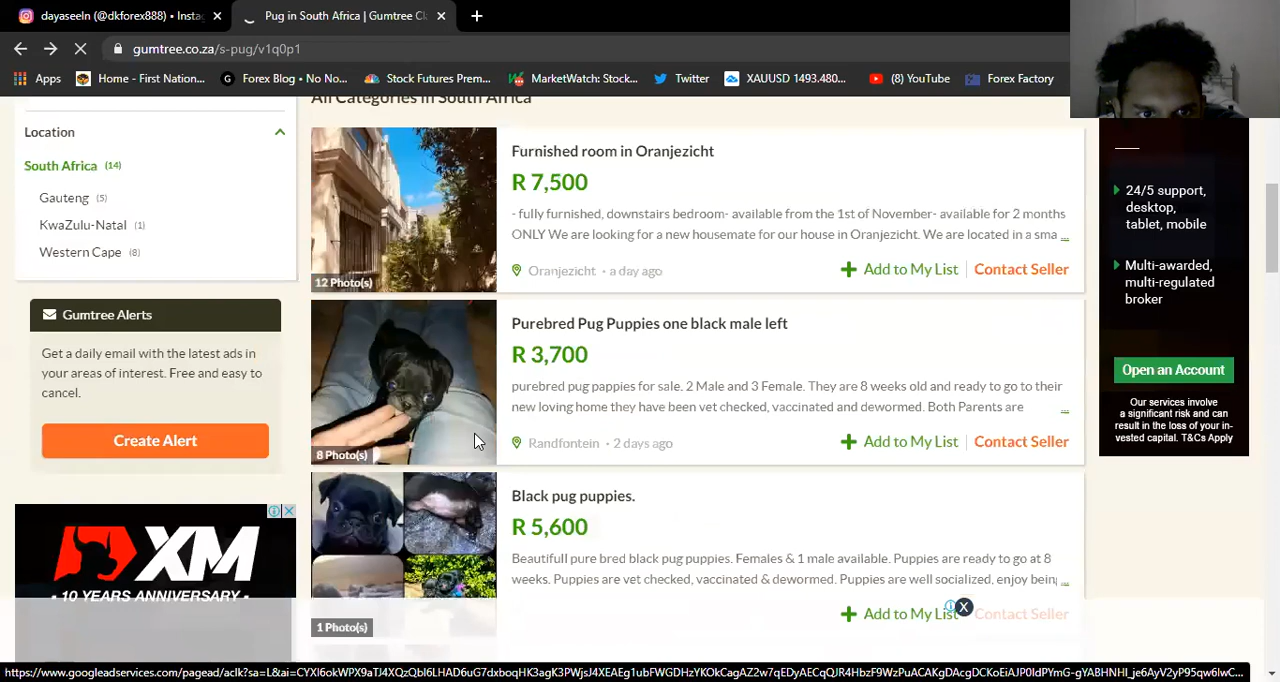 dayaseeln (@dkforex888) • Insta
Pug in South Africa | Gumtree Cl
gumtree.co.za/s-pug/v1q0p1
Apps
Home - First Nation...
Forex Blog • No No...
Stock Futures Prem...
MarketWatch: Stock...
Twitter
XAUUSD 1493.480...
(8) YouTube
Forex Factory
All Categories in South Africa
Location
South Africa (14)
Gauteng (5)
KwaZulu-Natal (1)
Western Cape (8)
Gumtree Alerts
Get a daily email with the latest ads in
your areas of interest. Free and easy to
cancel.
Create Alert
XM
- 10 YEARS ANNIVERSARY -
Furnished room in Oranjezicht
R 7,500
- fully furnished, downstairs bedroom- available from the 1st of November- available for 2 months
ONLY We are looking for a new housemate for our house in Oranjezicht. We are located in a sma ...
12 Photo(s)
Oranjezicht • a day ago
Add to My List
Contact Seller
Purebred Pug Puppies one black male left
R 3,700
purebred pug pappies for sale. 2 Male and 3 Female. They are 8 weeks old and ready to go to their
new loving home they have been vet checked, vaccinated and dewormed. Both Parents are ...
8 Photo(s)
Randfontein • 2 days ago
Add to My List
Contact Seller
Black pug puppies.
R 5,600
Beautifull pure bred black pug puppies. Females & 1 male available. Puppies are ready to go at 8
weeks. Puppies are vet checked, vaccinated & dewormed. Puppies are well socialized, enjoy bein ...
1 Photo(s)
Add to My List
Contact Seller
24/5 support,
desktop,
tablet, mobile
Multi-awarded,
multi-regulated
broker
Open an Account
Our services involve
a significant risk and can
result in the loss of your in-
vested capital. T&Cs Apply